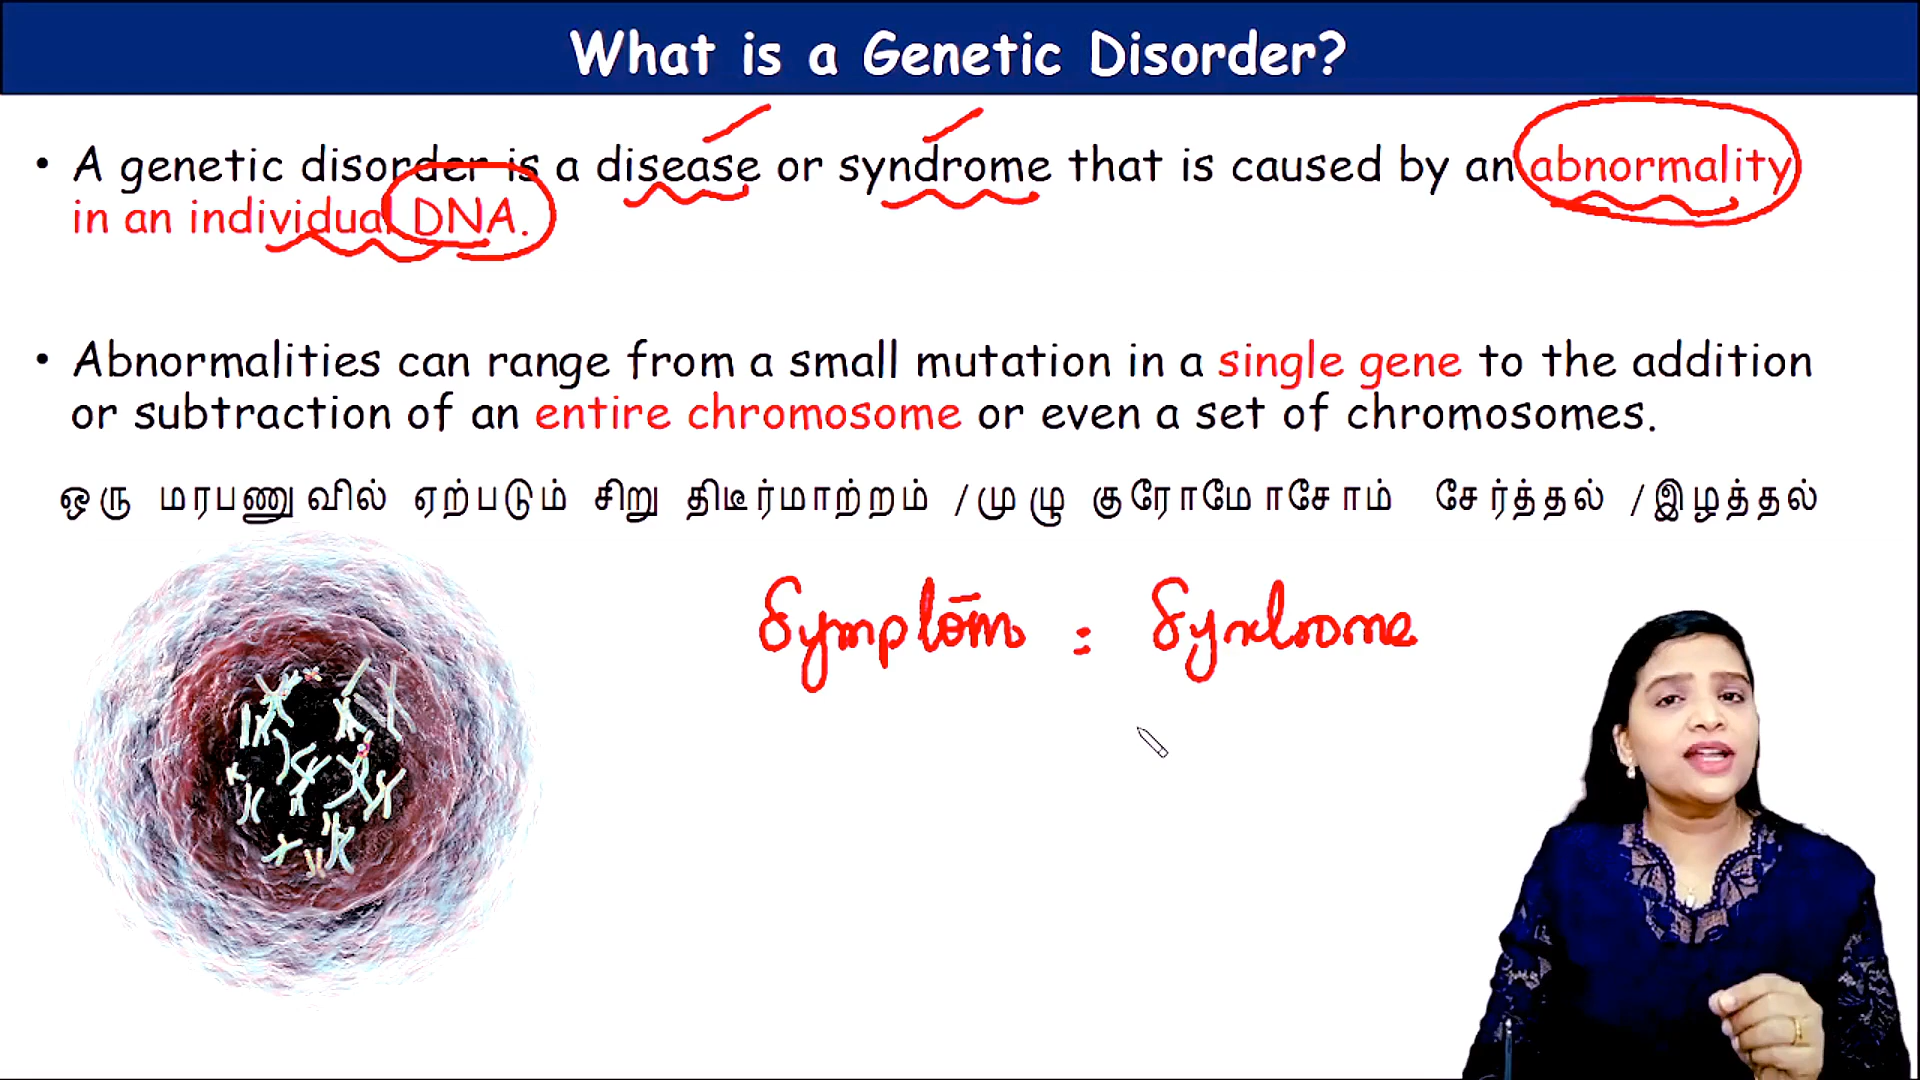 What is a Genetic Disorder?
• A genetic disorder is a disease or syndrome that is caused by an abnormality
in an individual DNA.
• Abnormalities can range from a small mutation in a single gene to the addition
or subtraction of an entire chromosome or even a set of chromosomes.
ஒரு மரபணுவில் ஏற்படும் சிறு திடீர்மாற்றம் /முழு குரோமோசோம் சேர்த்தல் /இழத்தல்
Symptom = Syndrome